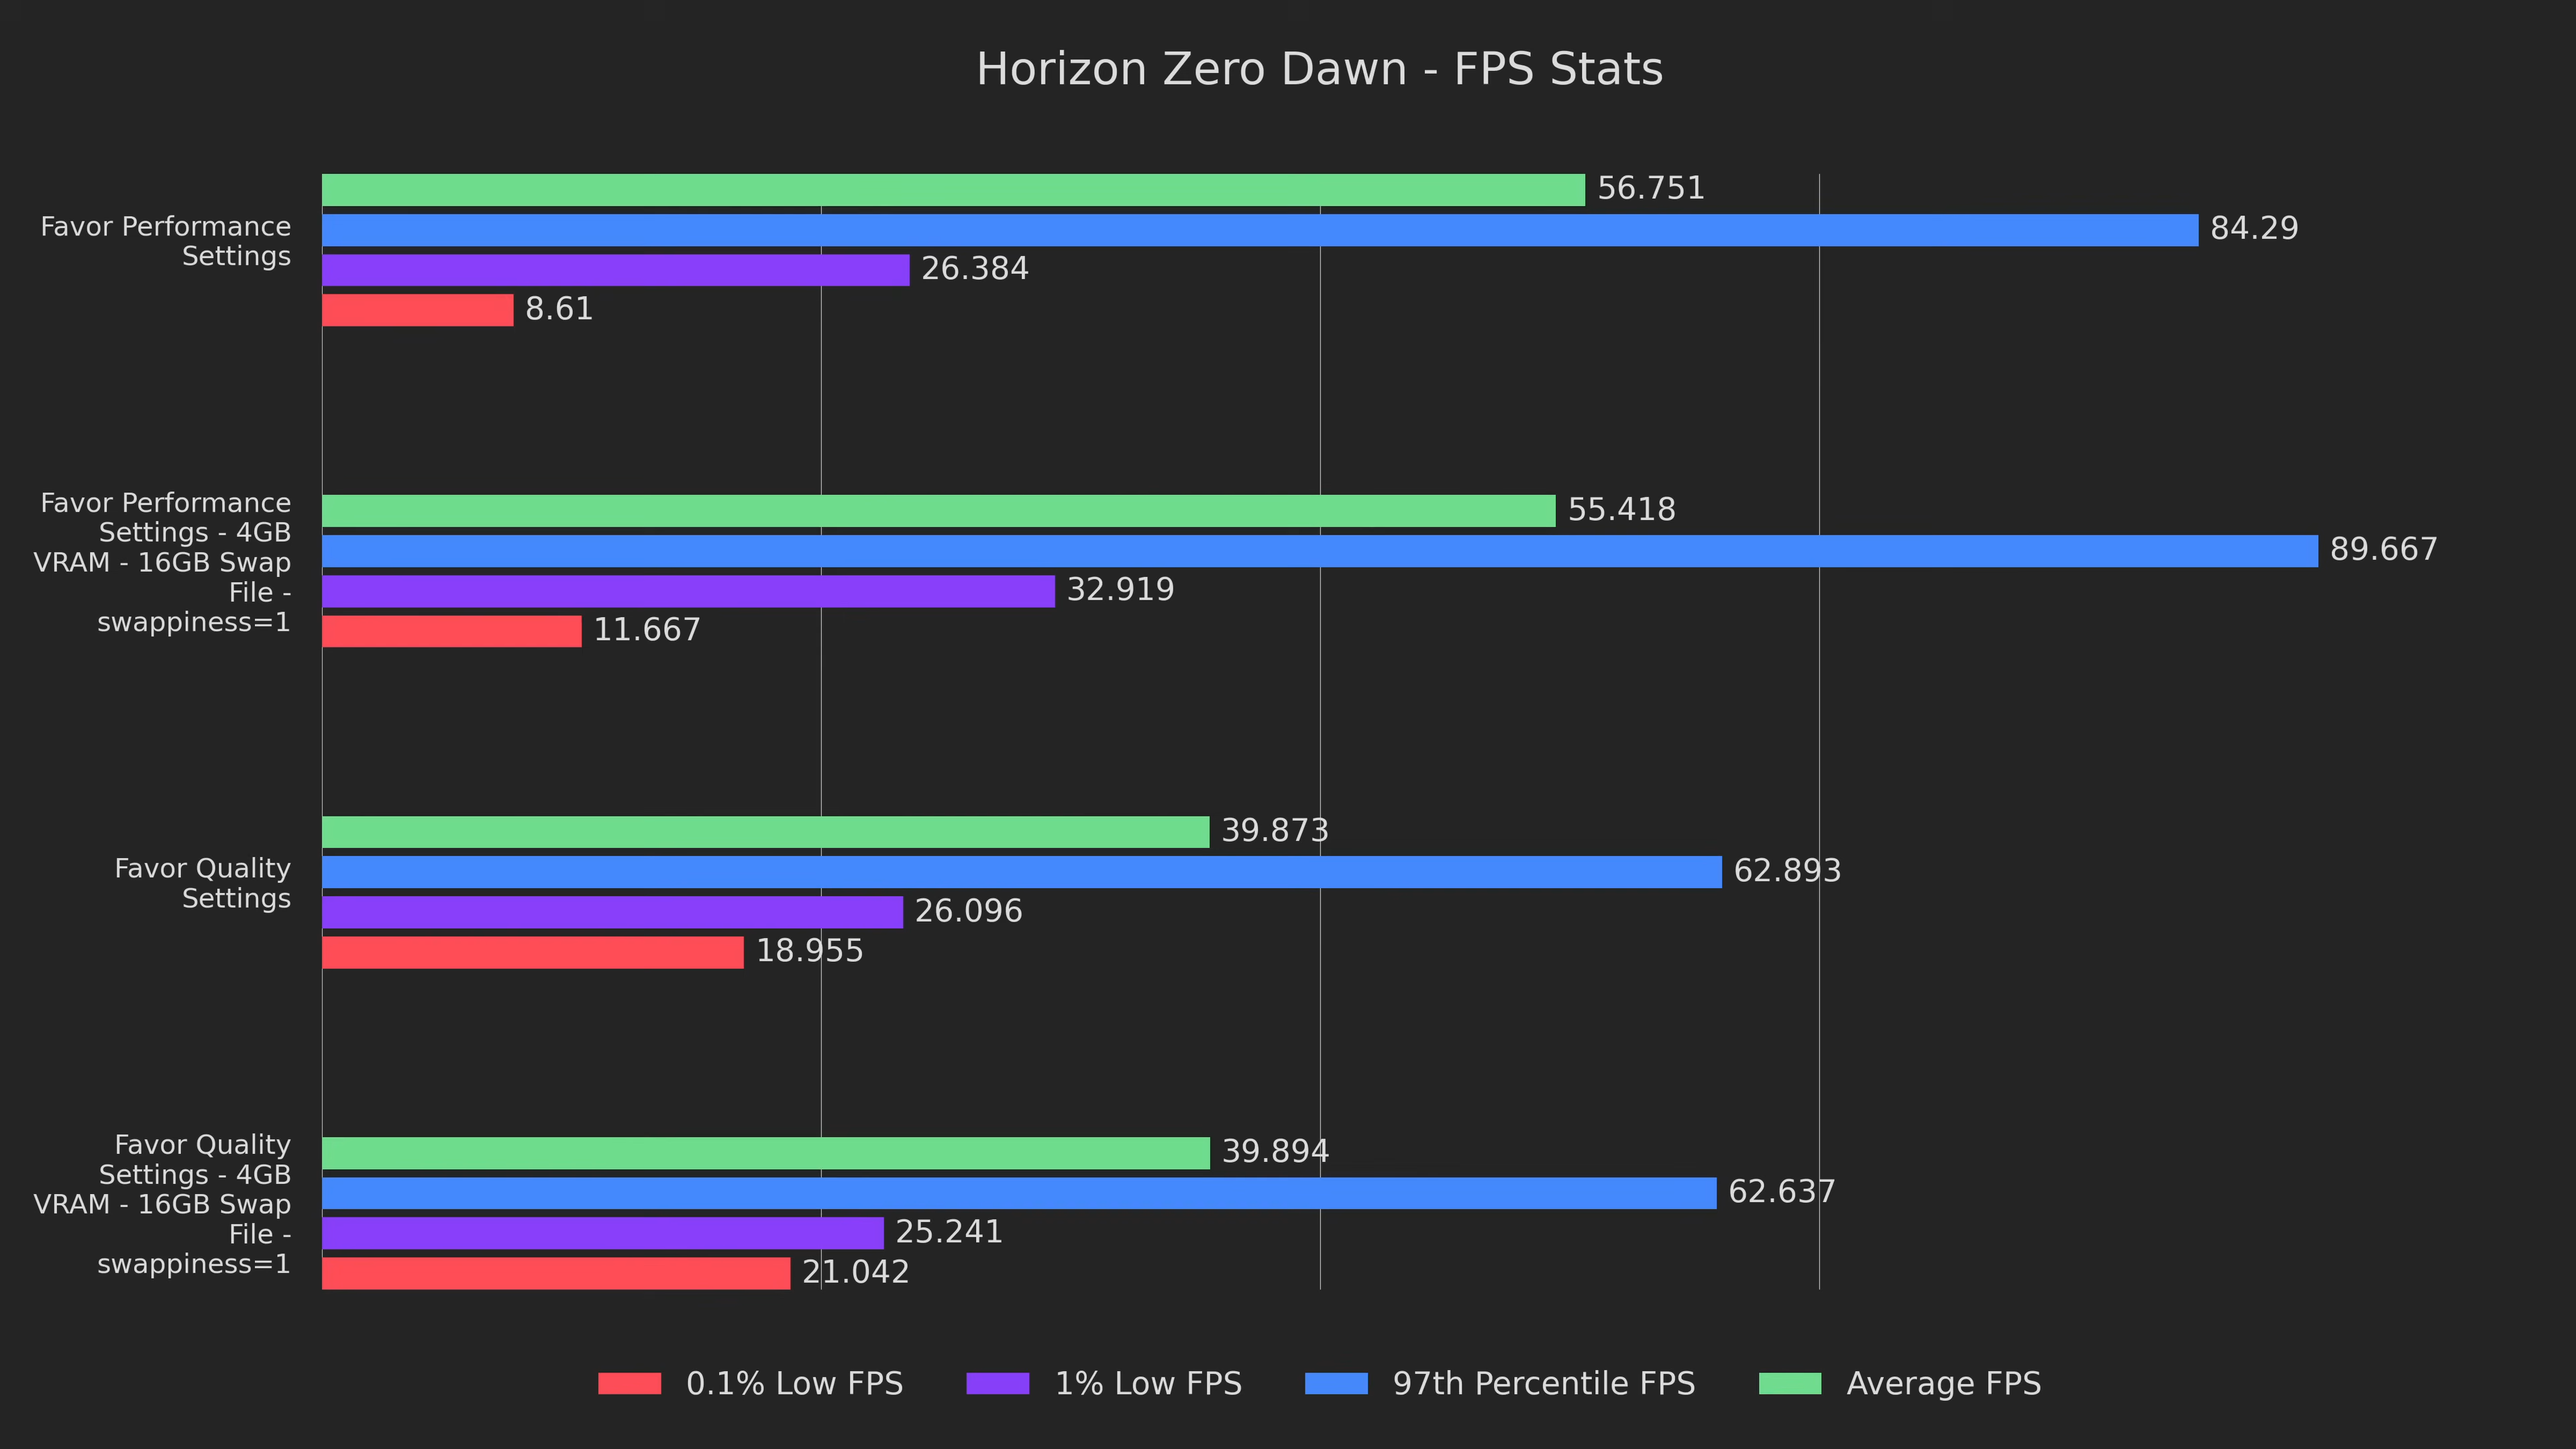 Horizon Zero Dawn - FPS Stats
Favor Performance
Settings
56.751
84.29
26.384
8.61
Favor Performance
Settings - 4GB
VRAM - 16GB Swap
File -
swappiness=1
55.418
89.667
32.919
11.667
Favor Quality
Settings
39.873
62.893
26.096
18.955
Favor Quality
Settings - 4GB
VRAM - 16GB Swap
File -
swappiness=1
39.894
62.637
25.241
21.042
0.1% Low FPS
1% Low FPS
97th Percentile FPS
Average FPS